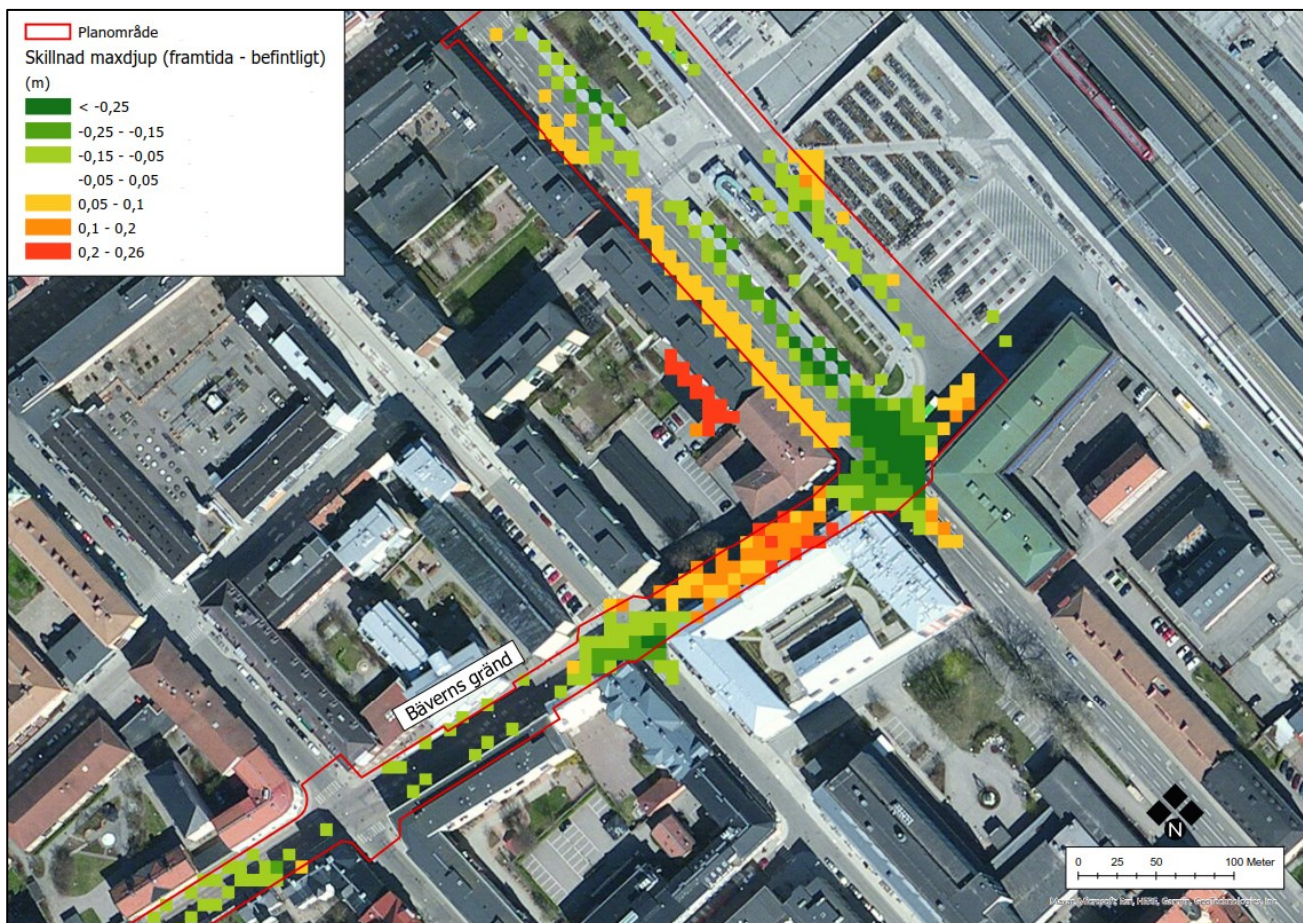 Planområde
Skillnad maxdjup (framtida - befintligt)
(m)
< -0,25
-0,25 - -0,15
-0,15 - -0,05
-0,05 - 0,05
0,05 - 0,1
0,1 - 0,2
0,2 - 0,26
Bäverns gränd
N
0 25 50 100 Meter